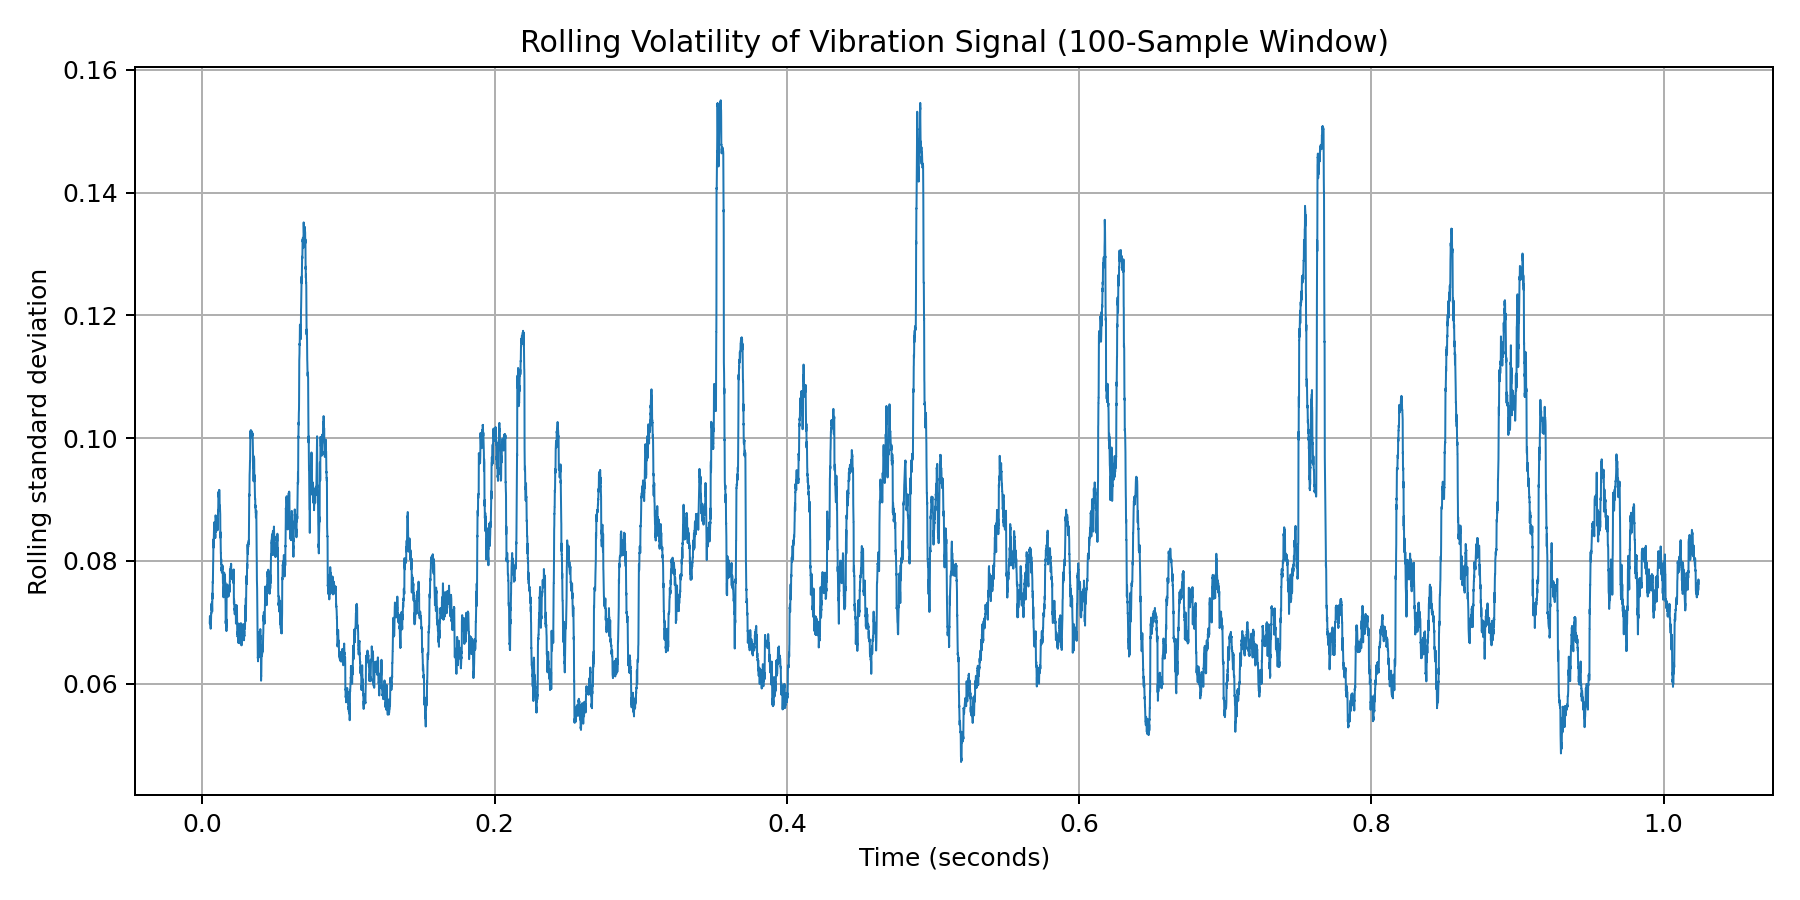 Rolling Volatility of Vibration Signal (100-Sample Window)
0.16
0.14
0.12
0.10
0.08
0.06
Rolling standard deviation
0.0 0.2 0.4 0.6 0.8 1.0
Time (seconds)